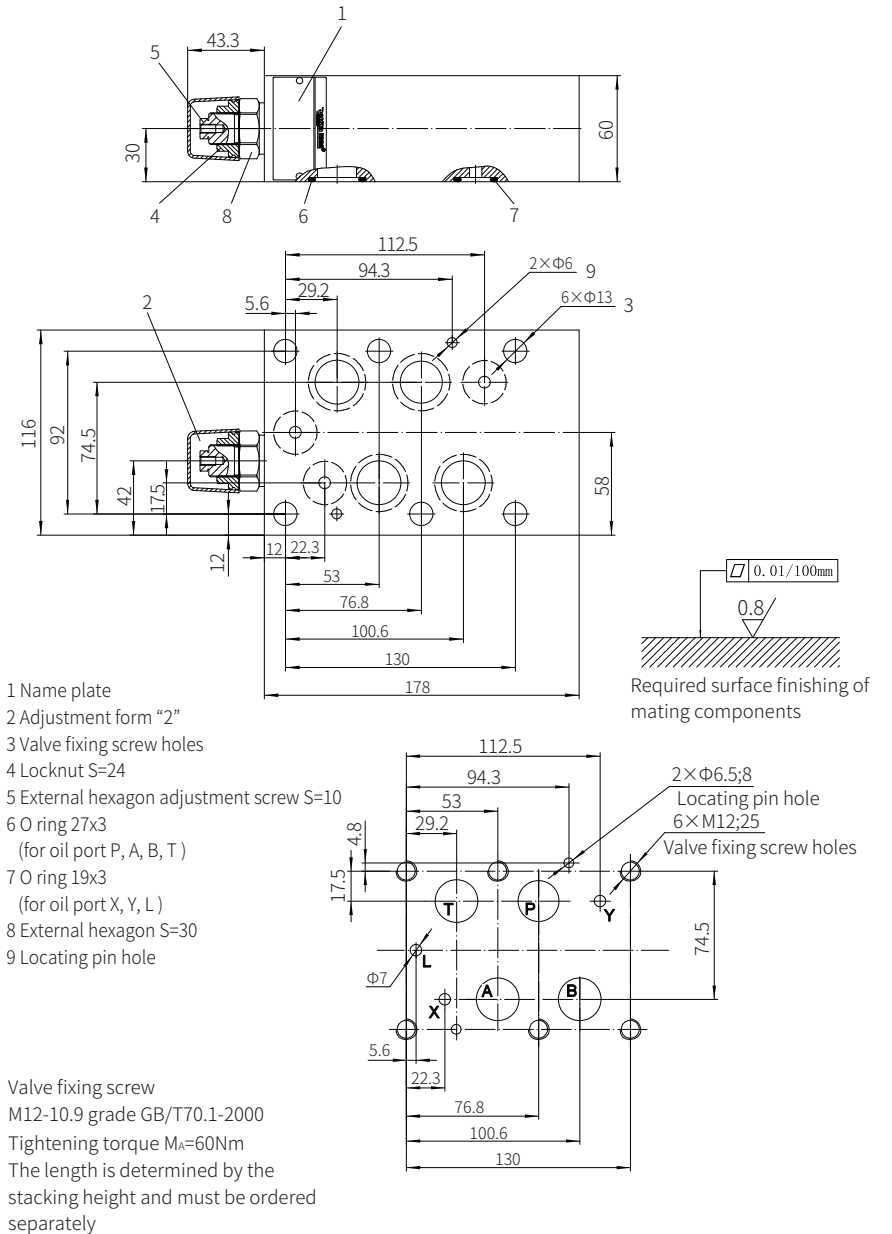 43.3
1
5
60
30
4
8
6
7
112.5
94.3
2×Φ6
9
29.2
6×Φ13
3
5.6
2
116
92
74.5
42
17.5
12
58
12
22.3
53
76.8
100.6
130
178
0.01/100mm
0.8
Required surface finishing of
mating components
1 Name plate
2 Adjustment form “2”
3 Valve fixing screw holes
4 Locknut S=24
5 External hexagon adjustment screw S=10
6 O ring 27x3
(for oil port P, A, B, T )
7 O ring 19x3
(for oil port X, Y, L )
8 External hexagon S=30
9 Locating pin hole
112.5
94.3
2×Φ6.5;8
Locating pin hole
53
6×M12;25
29.2
Valve fixing screw holes
4.8
17.5
T
P
Y
74.5
L
Φ7
A
B
X
5.6
22.3
76.8
100.6
130
Valve fixing screw
M12-10.9 grade GB/T70.1-2000
Tightening torque MA=60Nm
The length is determined by the
stacking height and must be ordered
separately